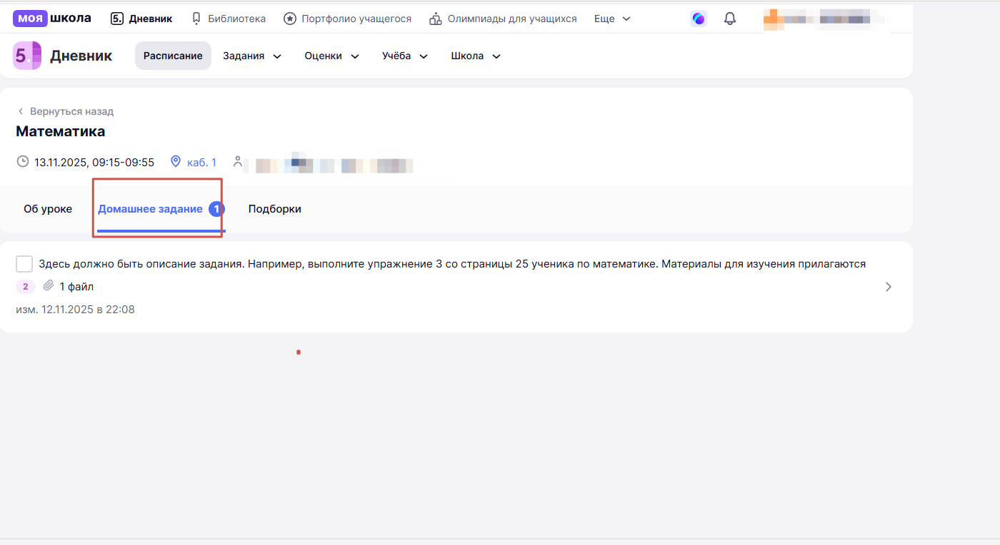 моя школа 5. Дневник Библиотека Портфолио учащегося Олимпиады для учащихся Еще
5. Дневник Расписание Задания Оценки Учёба Школа
Вернуться назад
Математика
13.11.2025, 09:15-09:55 каб. 1
Об уроке Домашнее задание 1 Подборки
Здесь должно быть описание задания. Например, выполните упражнение 3 со страницы 25 ученика по математике. Материалы для изучения прилагаются
2 1 файл
изм. 12.11.2025 в 22:08